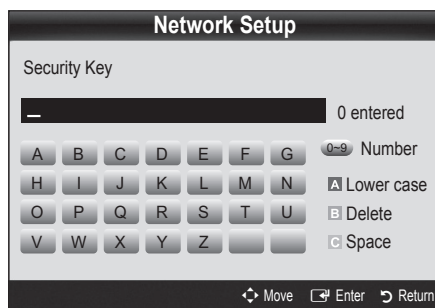 Network Setup
Security Key
_ 0 entered
A B C D E F G 0~9 Number
H I J K L M N A Lower case
O P Q R S T U B Delete
V W X Y Z C Space
Move Enter Return